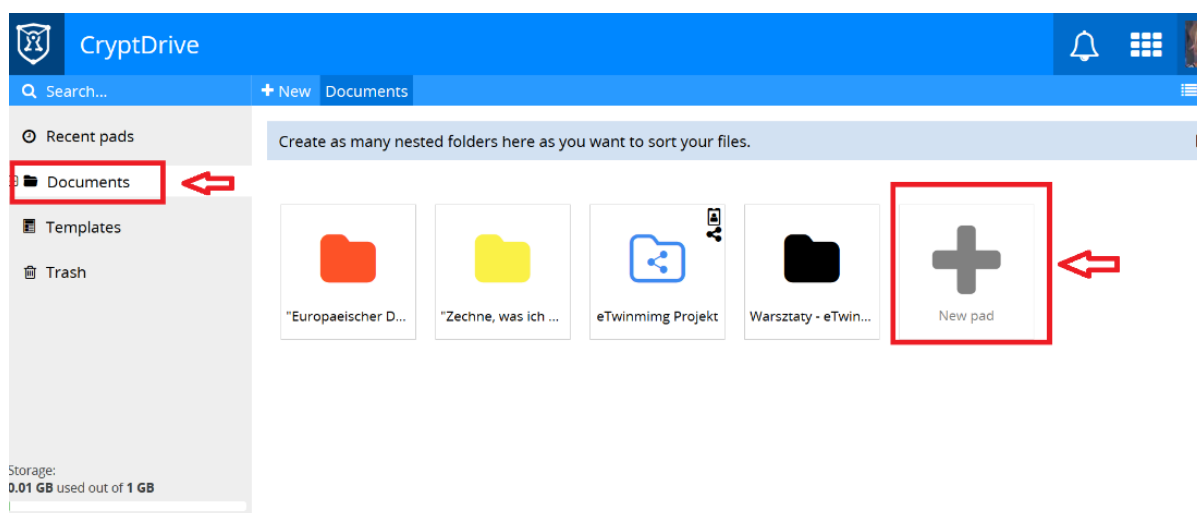 CryptDrive
Search...
+ New Documents
Recent pads
Create as many nested folders here as you want to sort your files.
Documents
Templates
Trash
"Europaeischer D...
"Zechne, was ich ...
eTwinmimg Projekt
Warsztaty - eTwin...
New pad
Storage:
0.01 GB used out of 1 GB